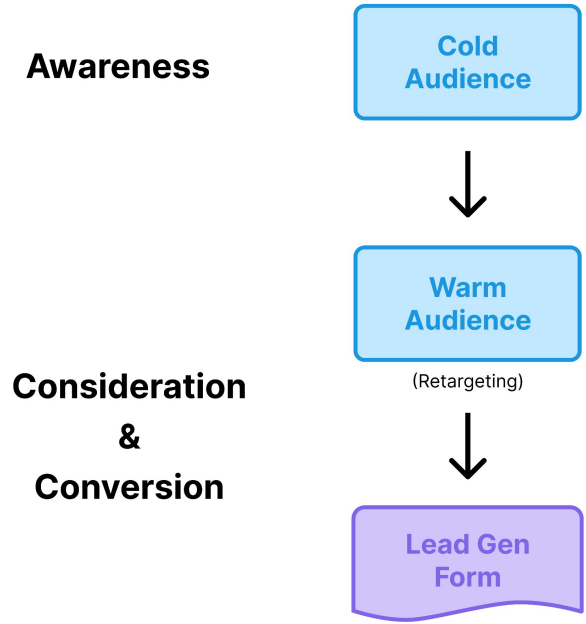 Awareness
Cold
Audience
Warm
Audience
(Retargeting)
Consideration
&
Conversion
Lead Gen
Form